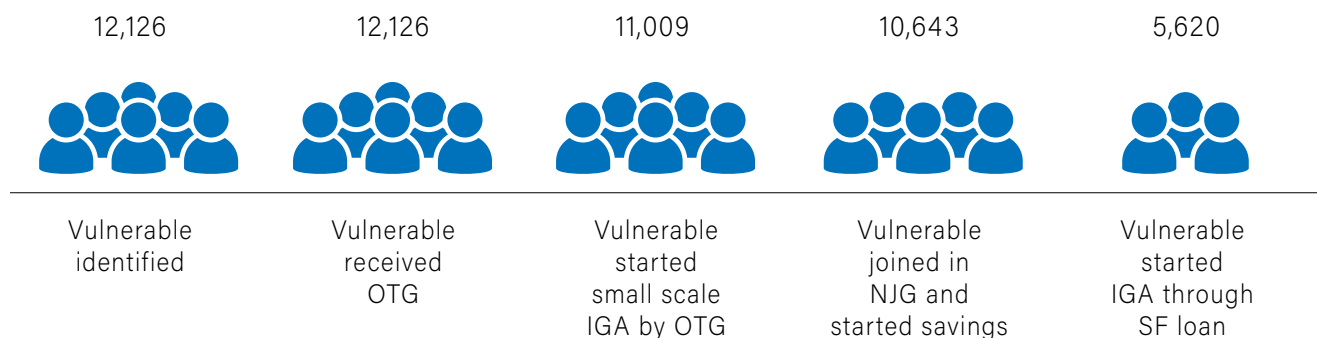 12,126
12,126
11,009
10,643
5,620
Vulnerable
identified
Vulnerable
received
OTG
Vulnerable
started
small scale
IGA by OTG
Vulnerable
joined in
NJG and
started savings
Vulnerable
started
IGA through
SF loan